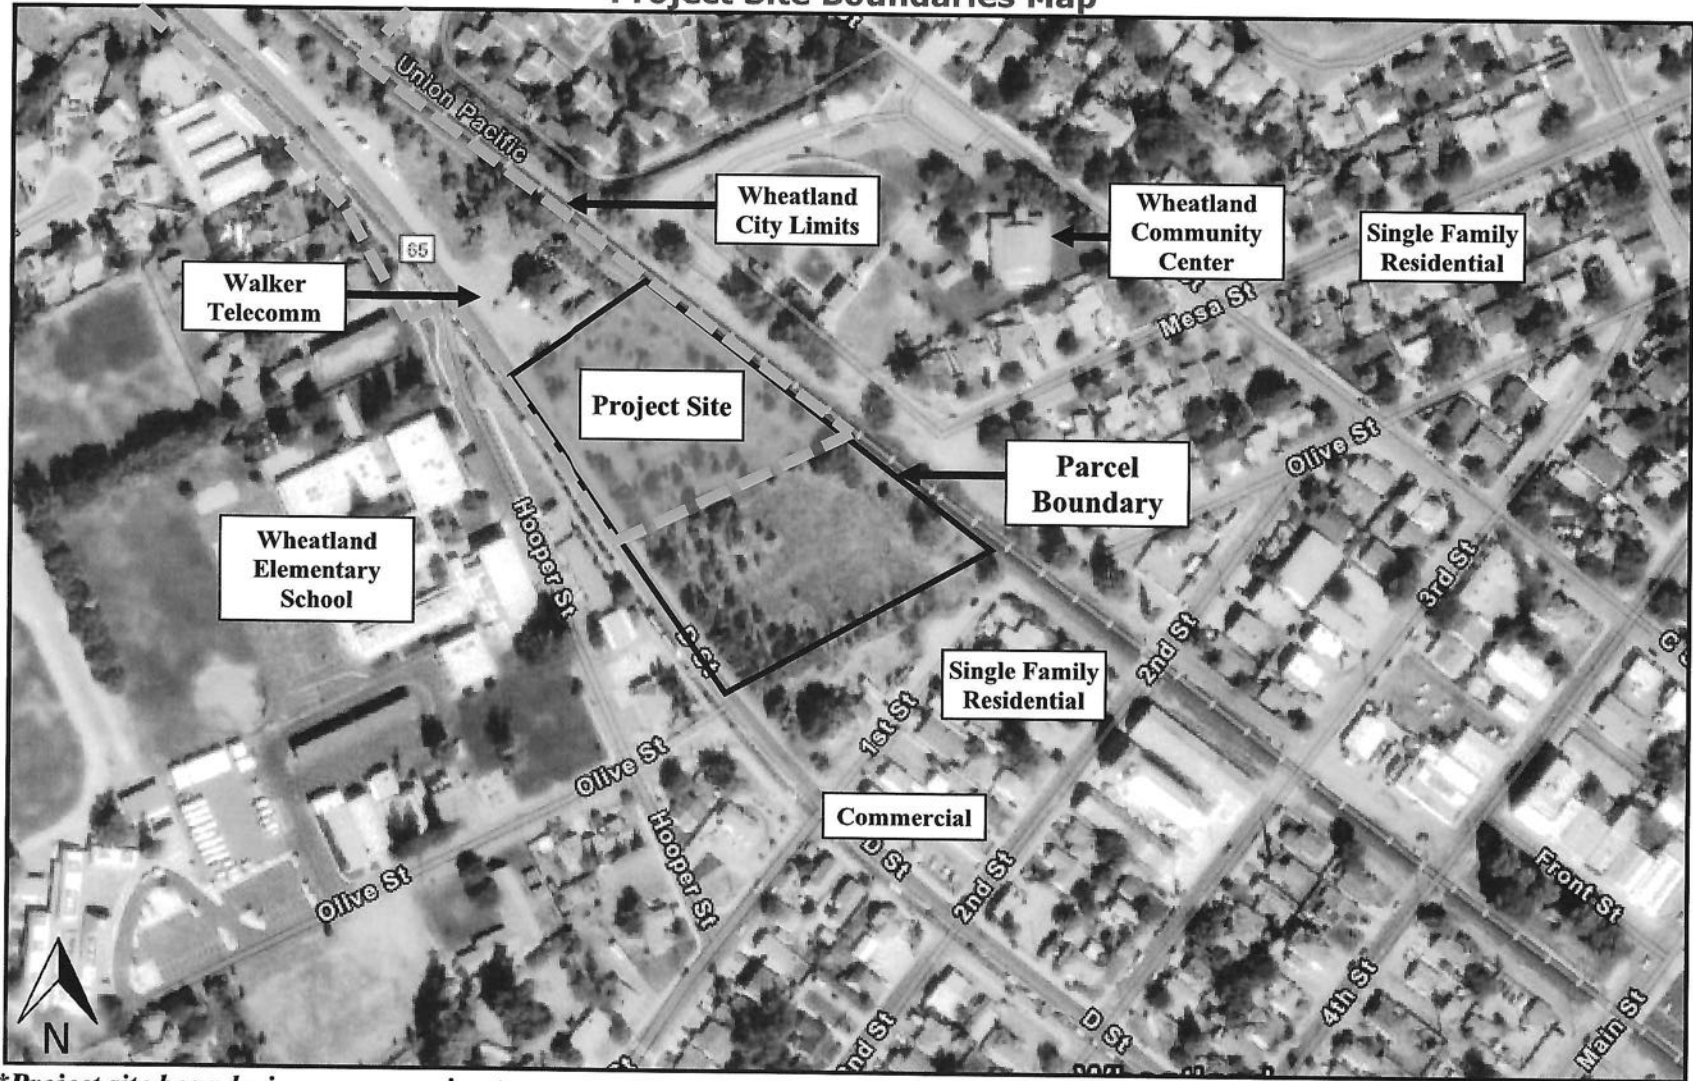 Project Site Boundaries Map
Union Pacific
Wheatland
City Limits
Wheatland
Community
Center
Single Family
Residential
65
Walker
Telecomm
Mesa St
Project Site
Olive St
Parcel
Boundary
Hooper St
Wheatland
Elementary
School
3rd St
D St
2nd St
Single Family
Residential
1st St
Olive St
Commercial
Hooper St
D St
2nd St
Front St
Olive St
4th St
D St
Main St
N
*Project site